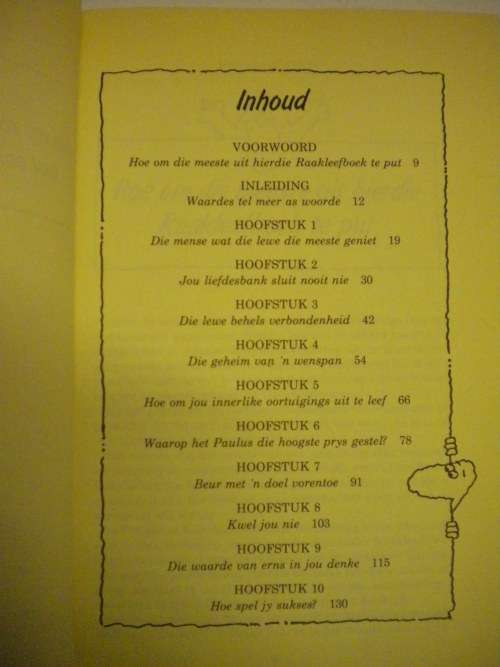 Inhoud
VOORWOORD
Hoe om die meeste uit hierdie Raakleefboek te put 9
INLEIDING
Waardes tel meer as woorde 12
HOOFSTUK 1
Die mense wat die lewe die meeste geniet 19
HOOFSTUK 2
Jou liefdesbank sluit nooit nie 30
HOOFSTUK 3
Die lewe behels verbondenheid 42
HOOFSTUK 4
Die geheim van 'n wenspan 54
HOOFSTUK 5
Hoe om jou innerlike oortuigings uit te leef 66
HOOFSTUK 6
Waarop het Paulus die hoogste prys gestel? 78
HOOFSTUK 7
Beur met 'n doel vorentoe 91
HOOFSTUK 8
Kwel jou nie 103
HOOFSTUK 9
Die waarde van erns in jou denke 115
HOOFSTUK 10
Hoe spel jy sukses? 130